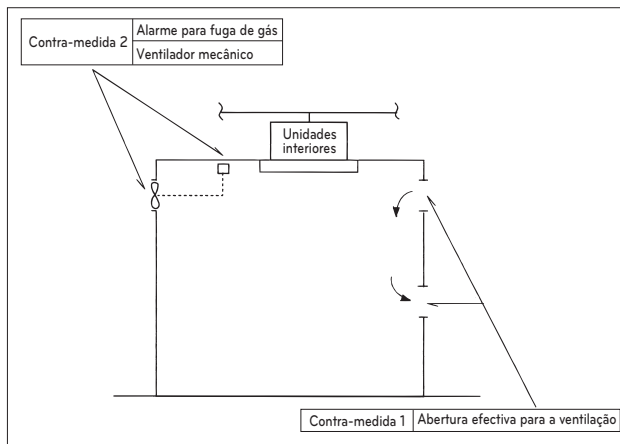 Contra-medida 2
Alarme para fuga de gás
Ventilador mecânico
Unidades
interiores
Contra-medida 1
Abertura efectiva para a ventilação